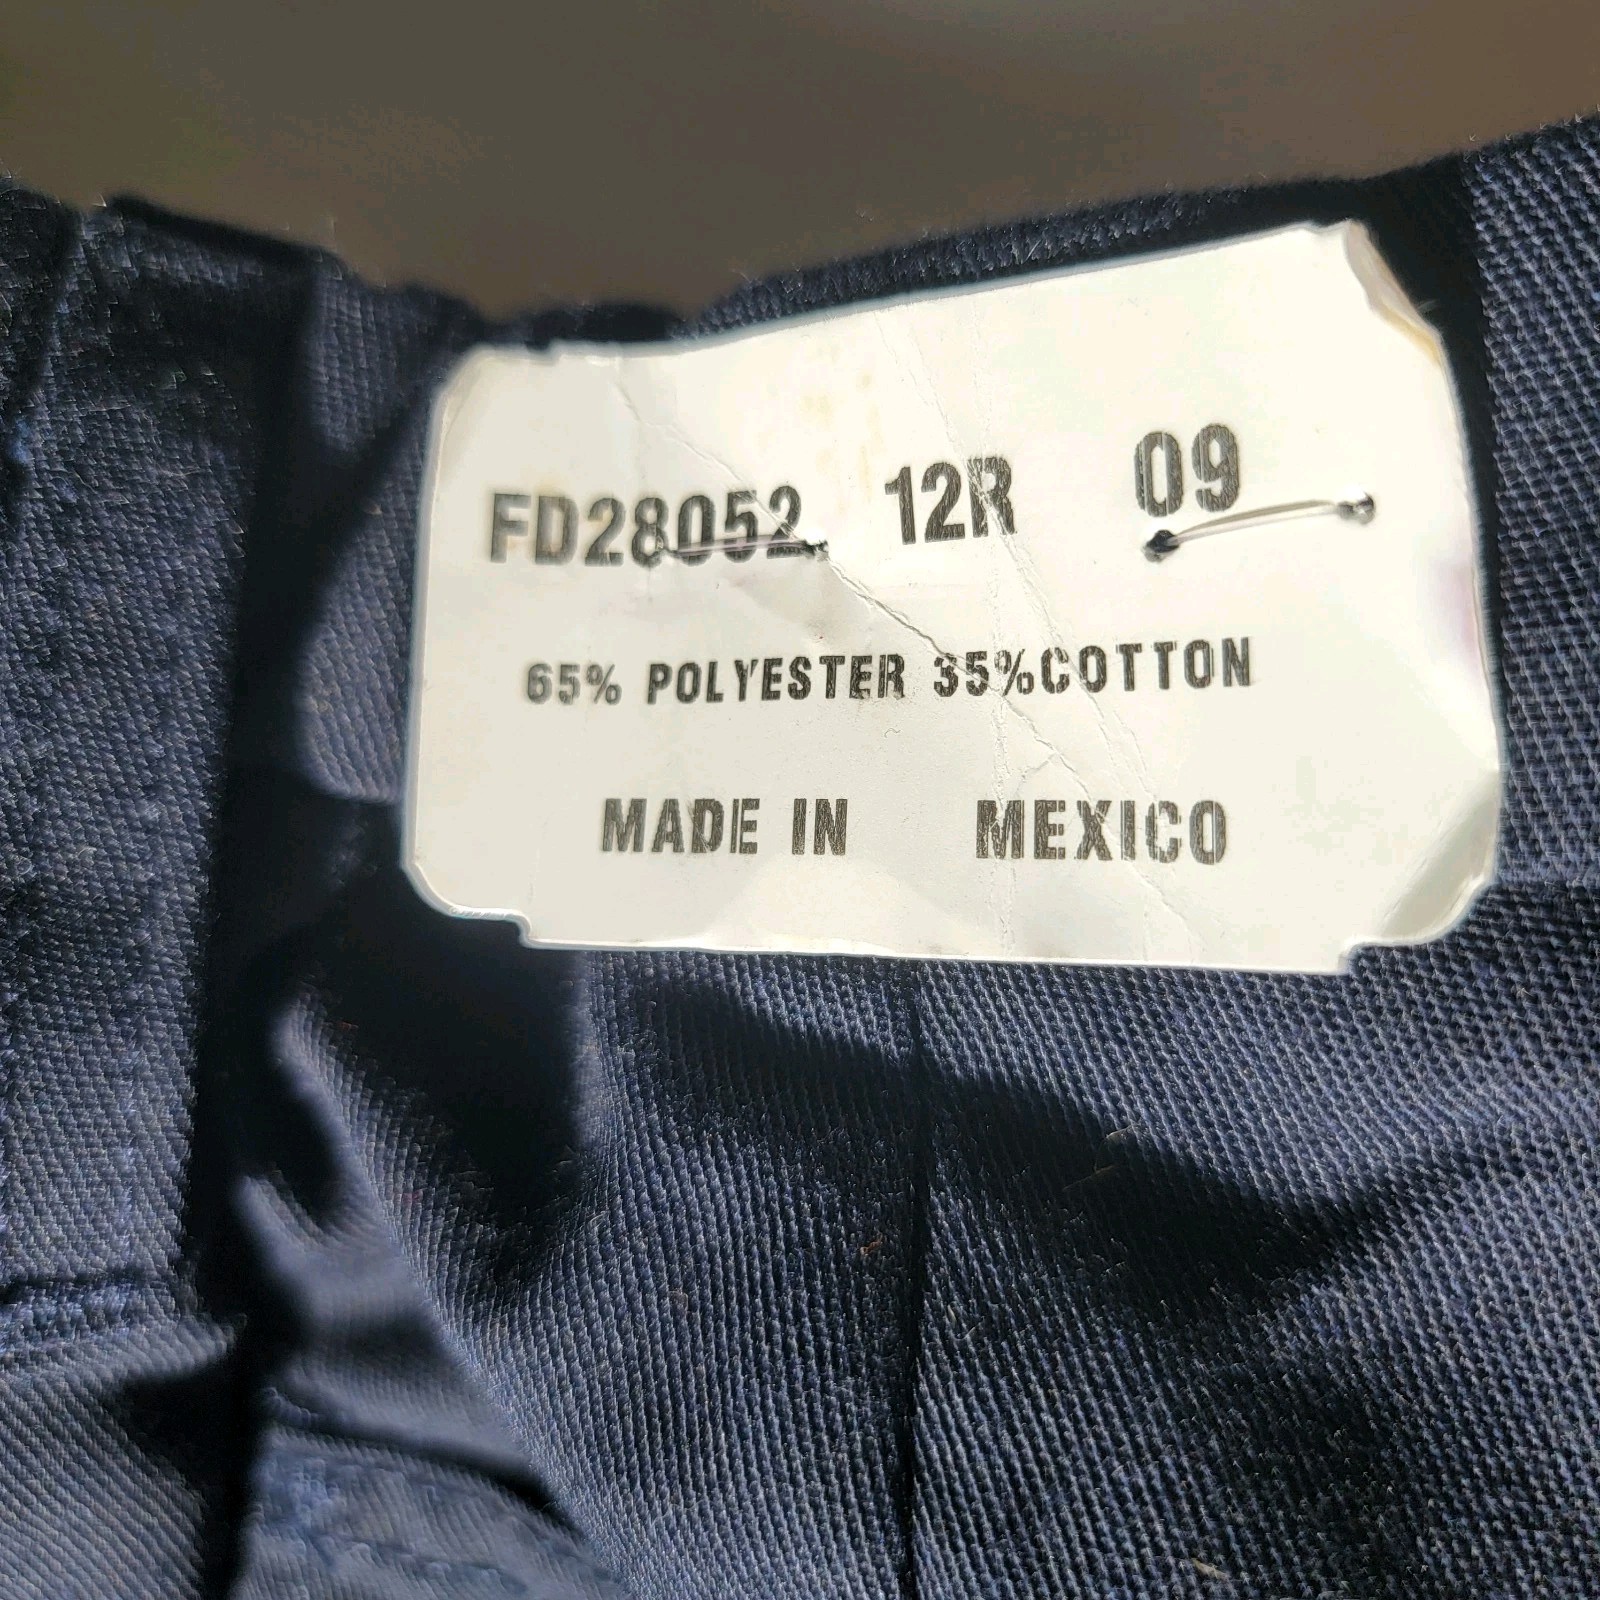 FD28052 12R 09
65% POLYESTER 35%COTTON
MADE IN MEXICO